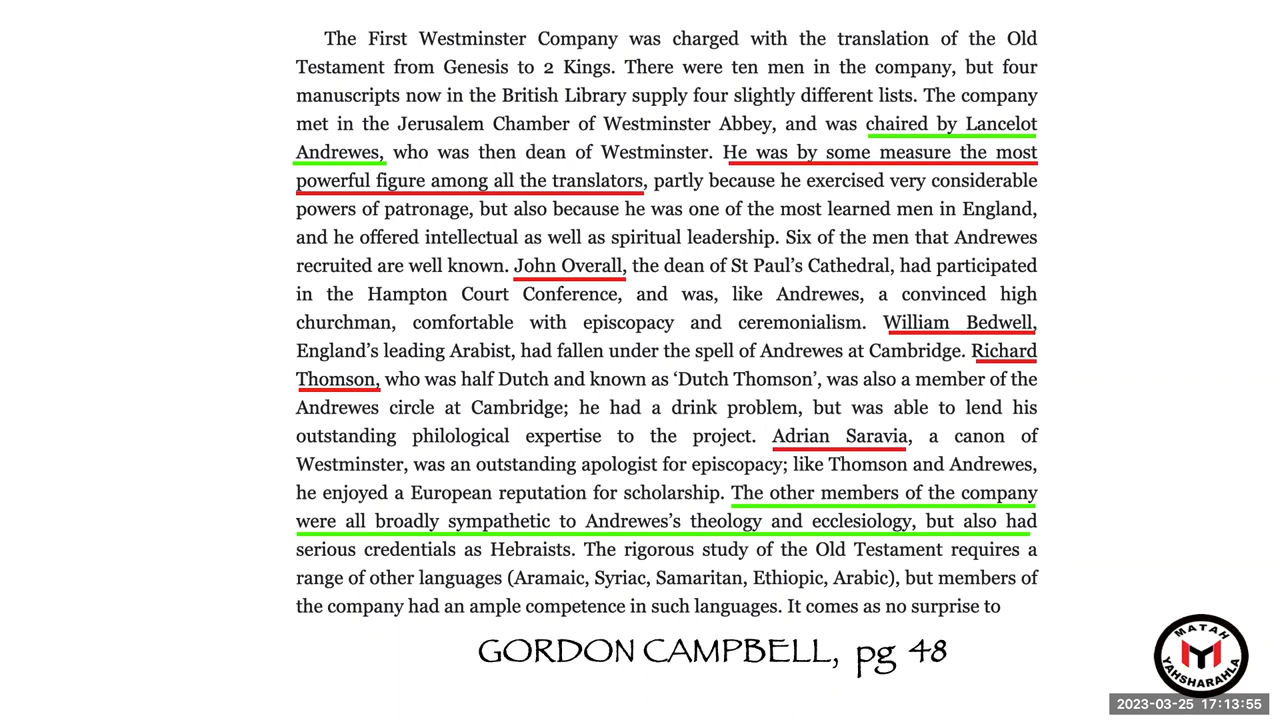 The First Westminster Company was charged with the translation of the Old
Testament from Genesis to 2 Kings. There were ten men in the company, but four
manuscripts now in the British Library supply four slightly different lists. The company
met in the Jerusalem Chamber of Westminster Abbey, and was chaired by Lancelot
Andrewes, who was then dean of Westminster. He was by some measure the most
powerful figure among all the translators, partly because he exercised very considerable
powers of patronage, but also because he was one of the most learned men in England,
and he offered intellectual as well as spiritual leadership. Six of the men that Andrewes
recruited are well known. John Overall, the dean of St Paul’s Cathedral, had participated
in the Hampton Court Conference, and was, like Andrewes, a convinced high
churchman, comfortable with episcopacy and ceremonialism. William Bedwell,
England’s leading Arabist, had fallen under the spell of Andrewes at Cambridge. Richard
Thomson, who was half Dutch and known as ‘Dutch Thomson’, was also a member of the
Andrewes circle at Cambridge; he had a drink problem, but was able to lend his
outstanding philological expertise to the project. Adrian Saravia, a canon of
Westminster, was an outstanding apologist for episcopacy; like Thomson and Andrewes,
he enjoyed a European reputation for scholarship. The other members of the company
were all broadly sympathetic to Andrewes’s theology and ecclesiology, but also had
serious credentials as Hebraists. The rigorous study of the Old Testament requires a
range of other languages (Aramaic, Syriac, Samaritan, Ethiopic, Arabic), but members of
the company had an ample competence in such languages. It comes as no surprise to
GORDON CAMPBELL, pg 48
MATAH
YAHSHARAHLA
2023-03-25 17:13:55